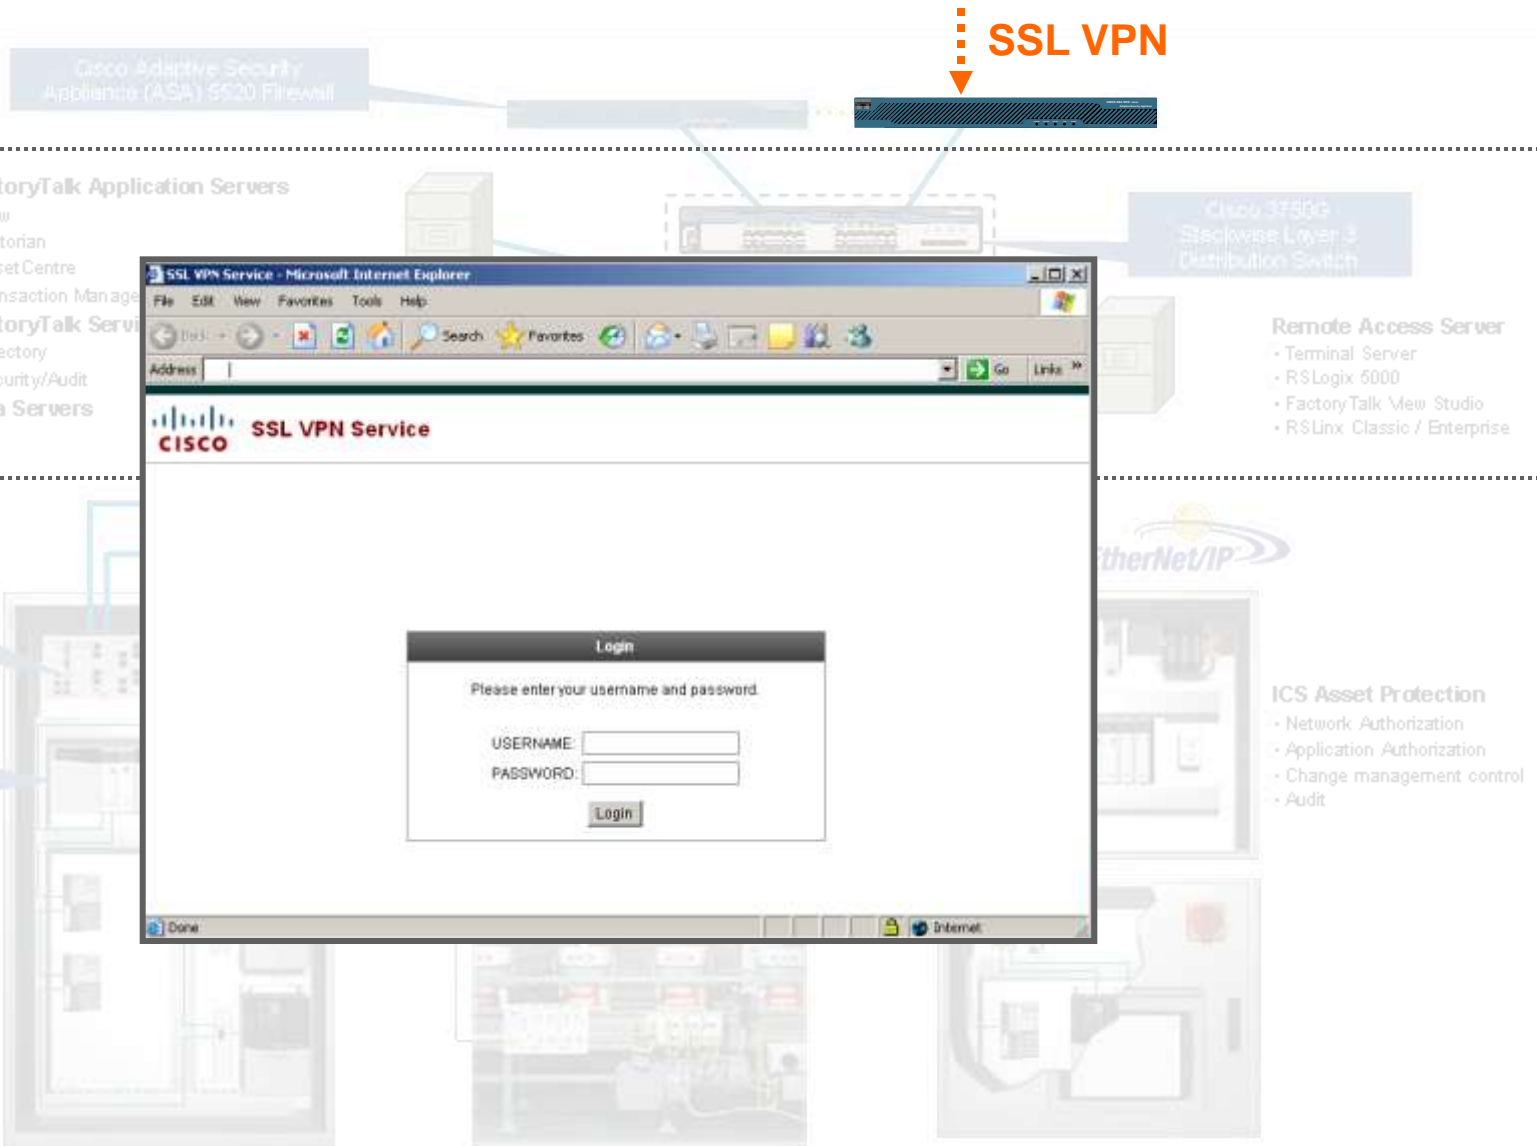 SSL VPN
Cisco Adaptive Security
Appliance (ASA) 5520 Firewall
toryTalk Application Servers
torian
set Centre
nsaction Manage
toryTalk Servi
ectory
curity/Audit
a Servers
Cisco 3750G
Stackwise Layer 3
Distribution Switch
Remote Access Server
• Terminal Server
• RSLogix 5000
• FactoryTalk View Studio
• RSLinx Classic / Enterprise
SSL VPN Service - Microsoft Internet Explorer
File Edit View Favorites Tools Help
Back Search Favorites
Address Go Links »
CISCO SSL VPN Service
Login
Please enter your username and password.
USERNAME:
PASSWORD:
Login
Done Internet
therNet/IP
ICS Asset Protection
• Network Authorization
• Application Authorization
• Change management control
• Audit